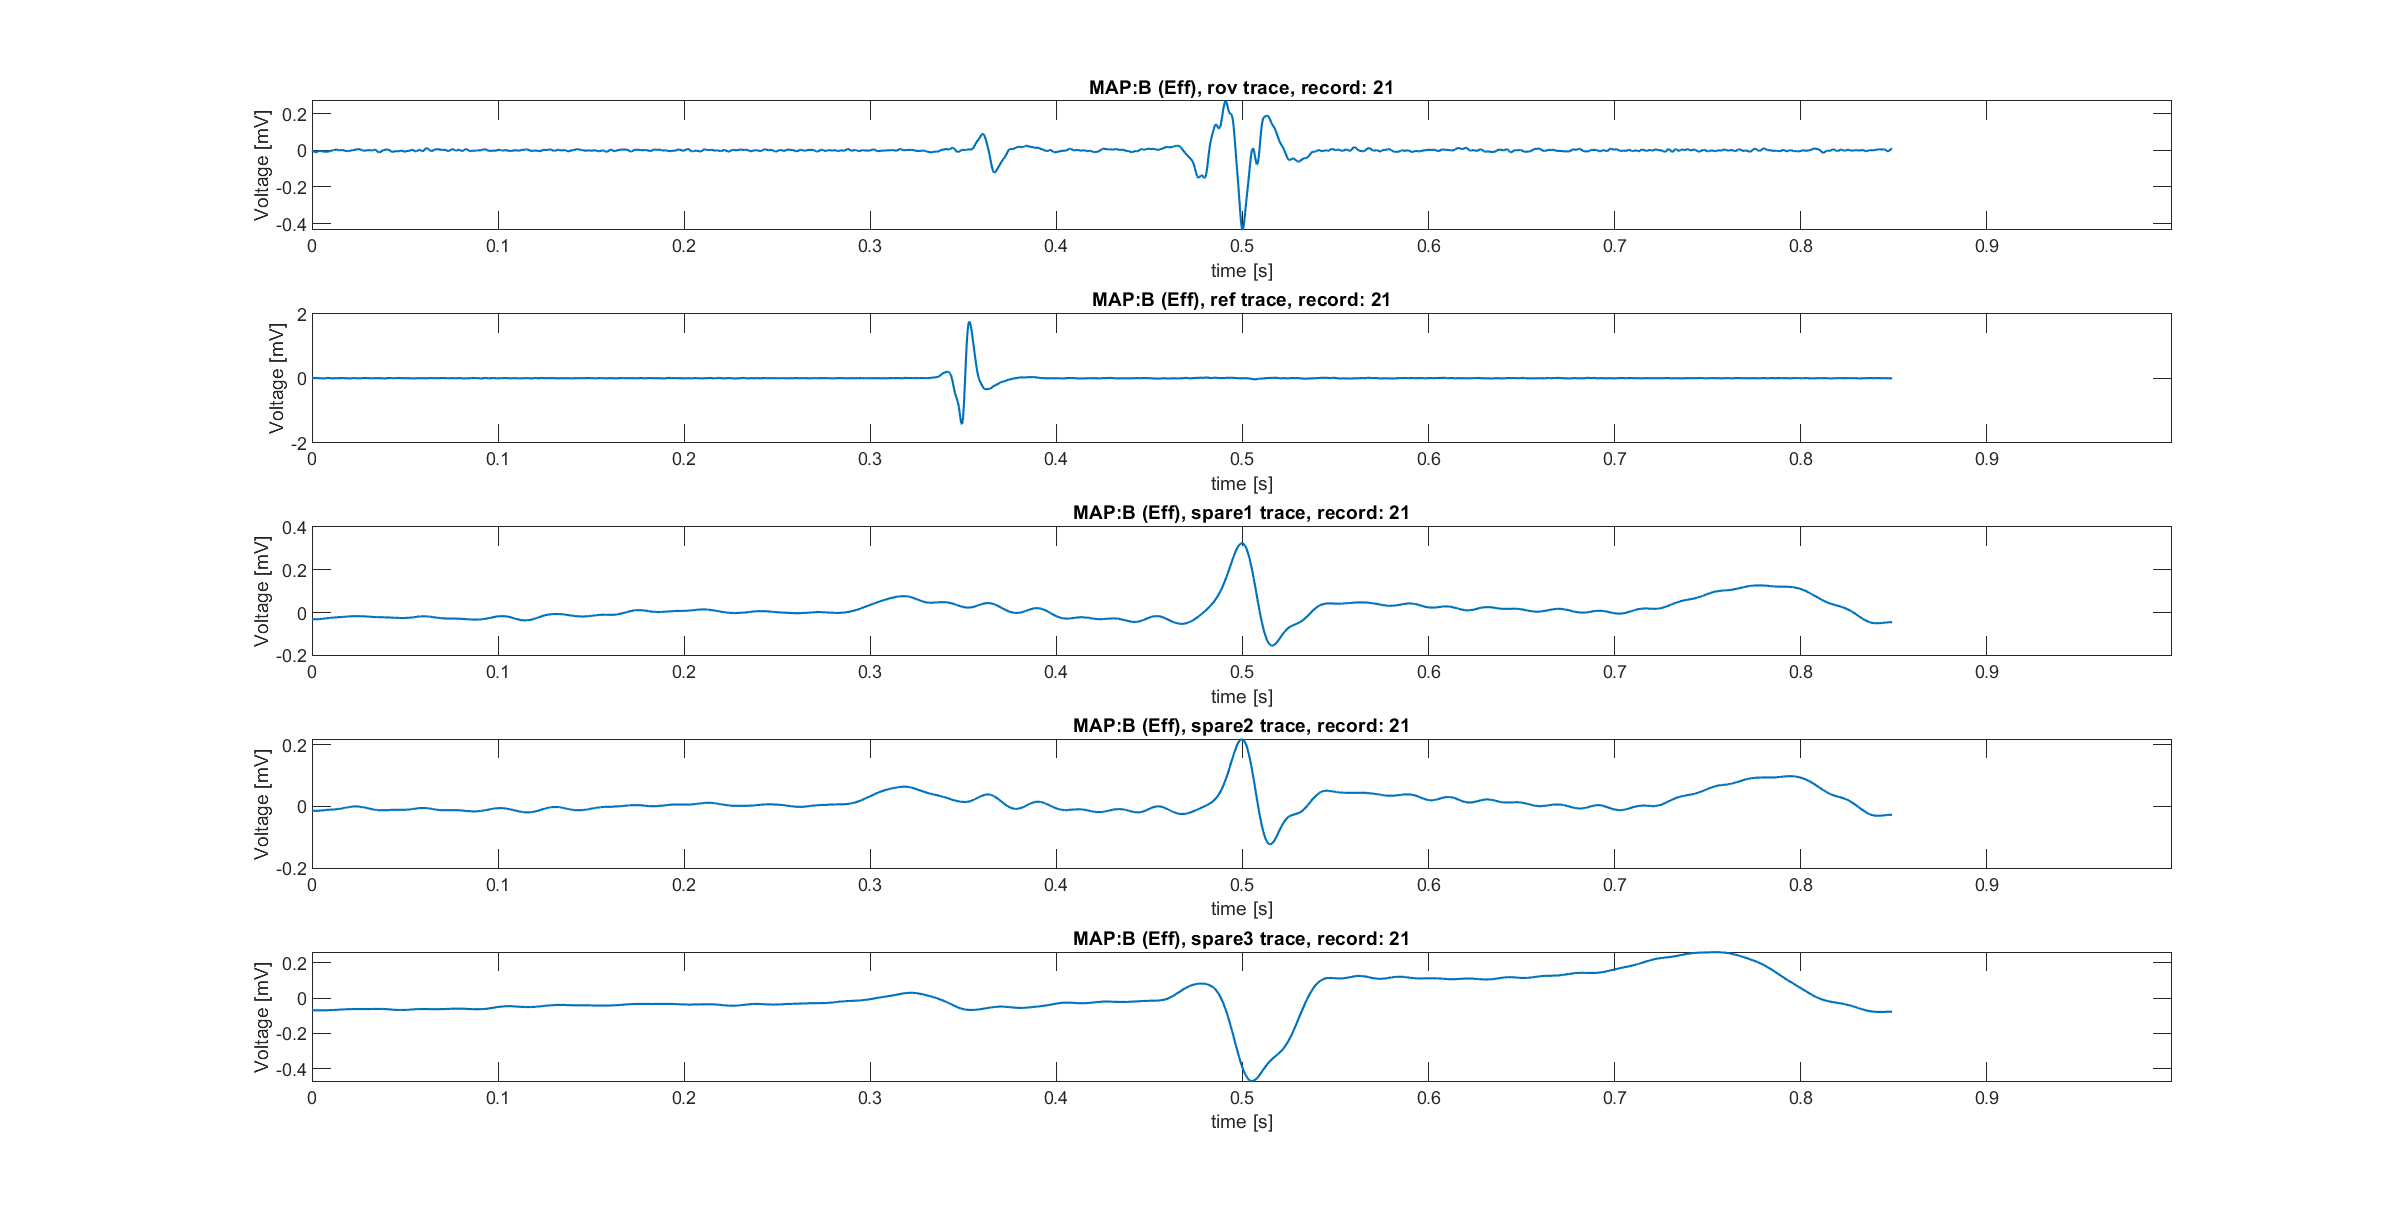 MAP:B (Eff), rov trace, record: 21
Voltage [mV]
0.2
0
-0.2
-0.4
0 0.1 0.2 0.3 0.4 0.5 0.6 0.7 0.8 0.9
time [s]
MAP:B (Eff), ref trace, record: 21
Voltage [mV]
2
0
-2
0 0.1 0.2 0.3 0.4 0.5 0.6 0.7 0.8 0.9
time [s]
MAP:B (Eff), spare1 trace, record: 21
Voltage [mV]
0.4
0.2
0
-0.2
0 0.1 0.2 0.3 0.4 0.5 0.6 0.7 0.8 0.9
time [s]
MAP:B (Eff), spare2 trace, record: 21
Voltage [mV]
0.2
0
-0.2
0 0.1 0.2 0.3 0.4 0.5 0.6 0.7 0.8 0.9
time [s]
MAP:B (Eff), spare3 trace, record: 21
Voltage [mV]
0.2
0
-0.2
-0.4
0 0.1 0.2 0.3 0.4 0.5 0.6 0.7 0.8 0.9
time [s]